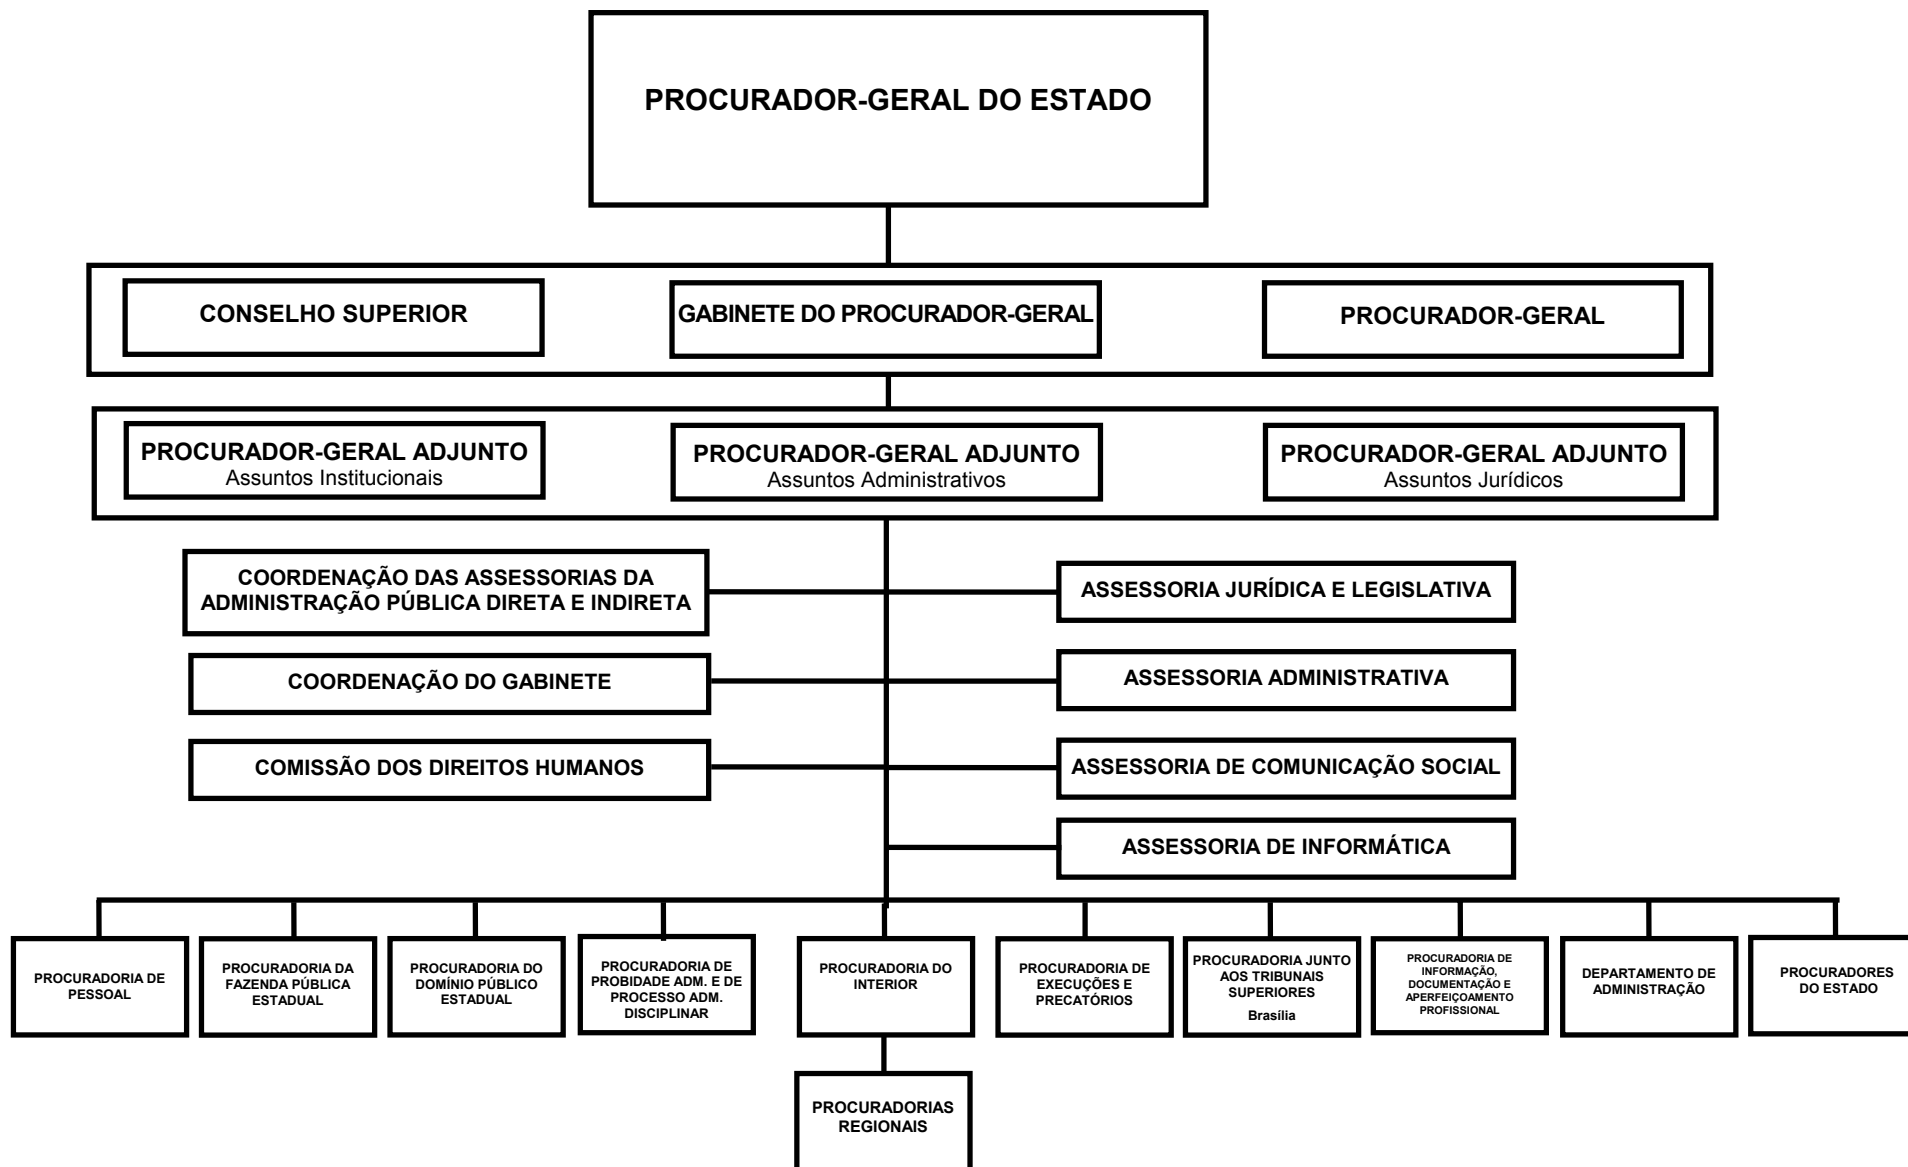 PROCURADOR-GERAL DO ESTADO
CONSELHO SUPERIOR
GABINETE DO PROCURADOR-GERAL
PROCURADOR-GERAL
PROCURADOR-GERAL ADJUNTO
Assuntos Institucionais
PROCURADOR-GERAL ADJUNTO
Assuntos Administrativos
PROCURADOR-GERAL ADJUNTO
Assuntos Jurídicos
COORDENAÇÃO DAS ASSESSORIAS DA
ADMINISTRAÇÃO PÚBLICA DIRETA E INDIRETA
ASSESSORIA JURÍDICA E LEGISLATIVA
COORDENAÇÃO DO GABINETE
ASSESSORIA ADMINISTRATIVA
COMISSÃO DOS DIREITOS HUMANOS
ASSESSORIA DE COMUNICAÇÃO SOCIAL
ASSESSORIA DE INFORMÁTICA
PROCURADORIA DE
PESSOAL
PROCURADORIA DA
FAZENDA PÚBLICA
ESTADUAL
PROCURADORIA DO
DOMÍNIO PÚBLICO
ESTADUAL
PROCURADORIA DE
PROBIDADE ADM. E DE
PROCESSO ADM.
DISCIPLINAR
PROCURADORIA DO
INTERIOR
PROCURADORIA DE
EXECUÇÕES E
PRECATÓRIOS
PROCURADORIA JUNTO
AOS TRIBUNAIS
SUPERIORES
Brasília
PROCURADORIA DE
INFORMAÇÃO,
DOCUMENTAÇÃO E
APERFEIÇOAMENTO
PROFISSIONAL
DEPARTAMENTO DE
ADMINISTRAÇÃO
PROCURADORES
DO ESTADO
PROCURADORIAS
REGIONAIS